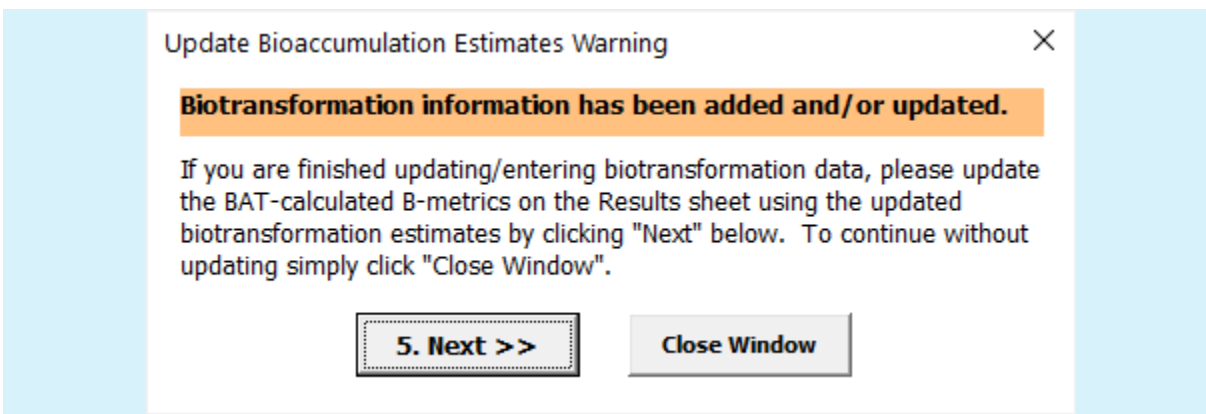 Update Bioaccumulation Estimates Warning
Biotransformation information has been added and/or updated.
If you are finished updating/entering biotransformation data, please update
the BAT-calculated B-metrics on the Results sheet using the updated
biotransformation estimates by clicking "Next" below.  To continue without
updating simply click "Close Window".
5. Next >>
Close Window